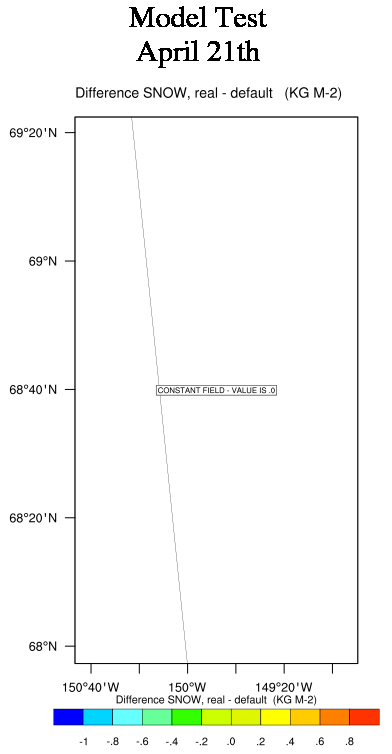 Model Test
April 21th
Difference SNOW, real - default (KG M-2)
69°20'N
69°N
68°40'N
CONSTANT FIELD - VALUE IS .0
68°20'N
68°N
150°40'W 150°W 149°20'W
Difference SNOW, real - default (KG M-2)
-1 -.8 -.6 -.4 -.2 .0 .2 .4 .6 .8